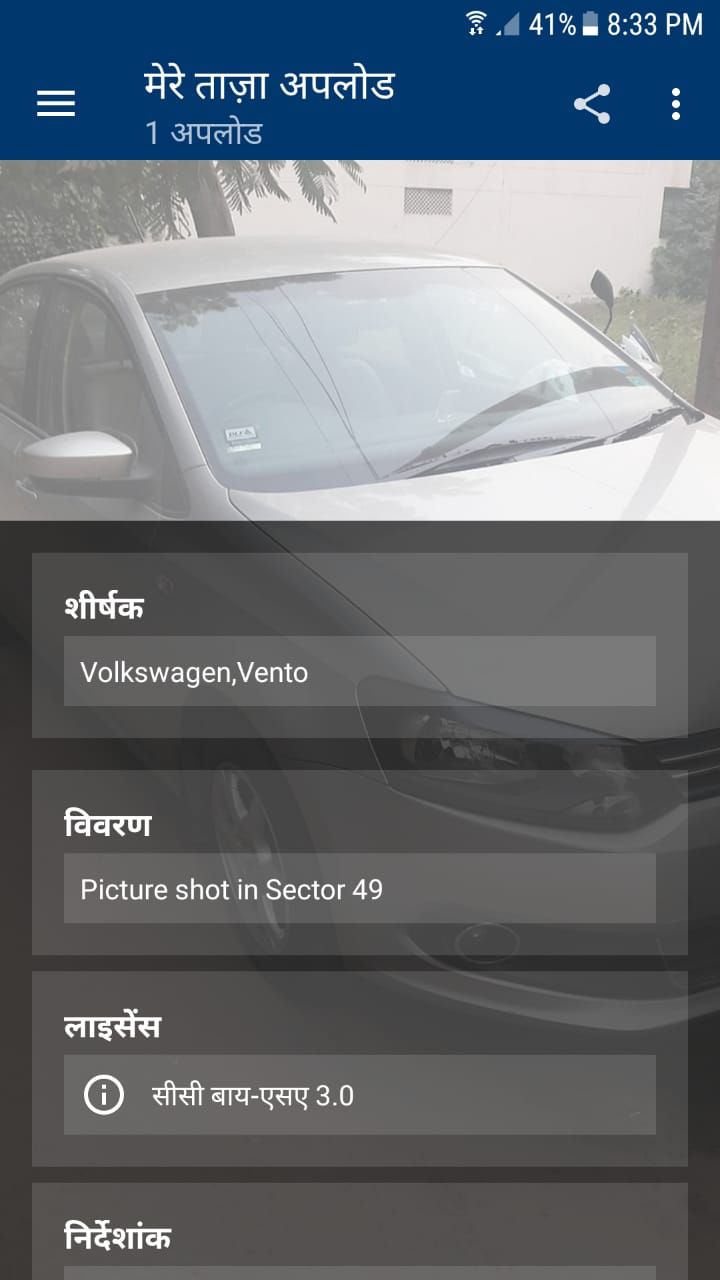 41% 8:33 PM
मेरे ताज़ा अपलोड
1 अपलोड
शीर्षक
Volkswagen,Vento
विवरण
Picture shot in Sector 49
लाइसेंस
सीसी बाय-एसए 3.0
निर्देशांक